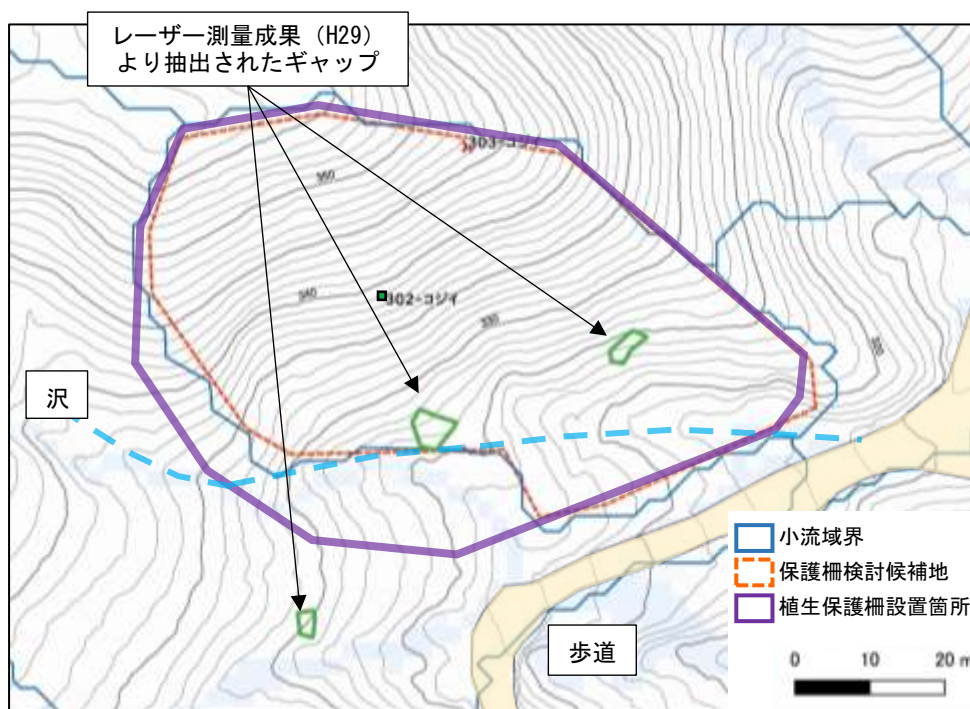 レーザー測量成果(H29)
より抽出されたギャップ
303-コジイ
350
340
302-コジイ
330
沢
歩道
小流域界
保護柵検討候補地
植生保護柵設置箇所
0 10 20 m